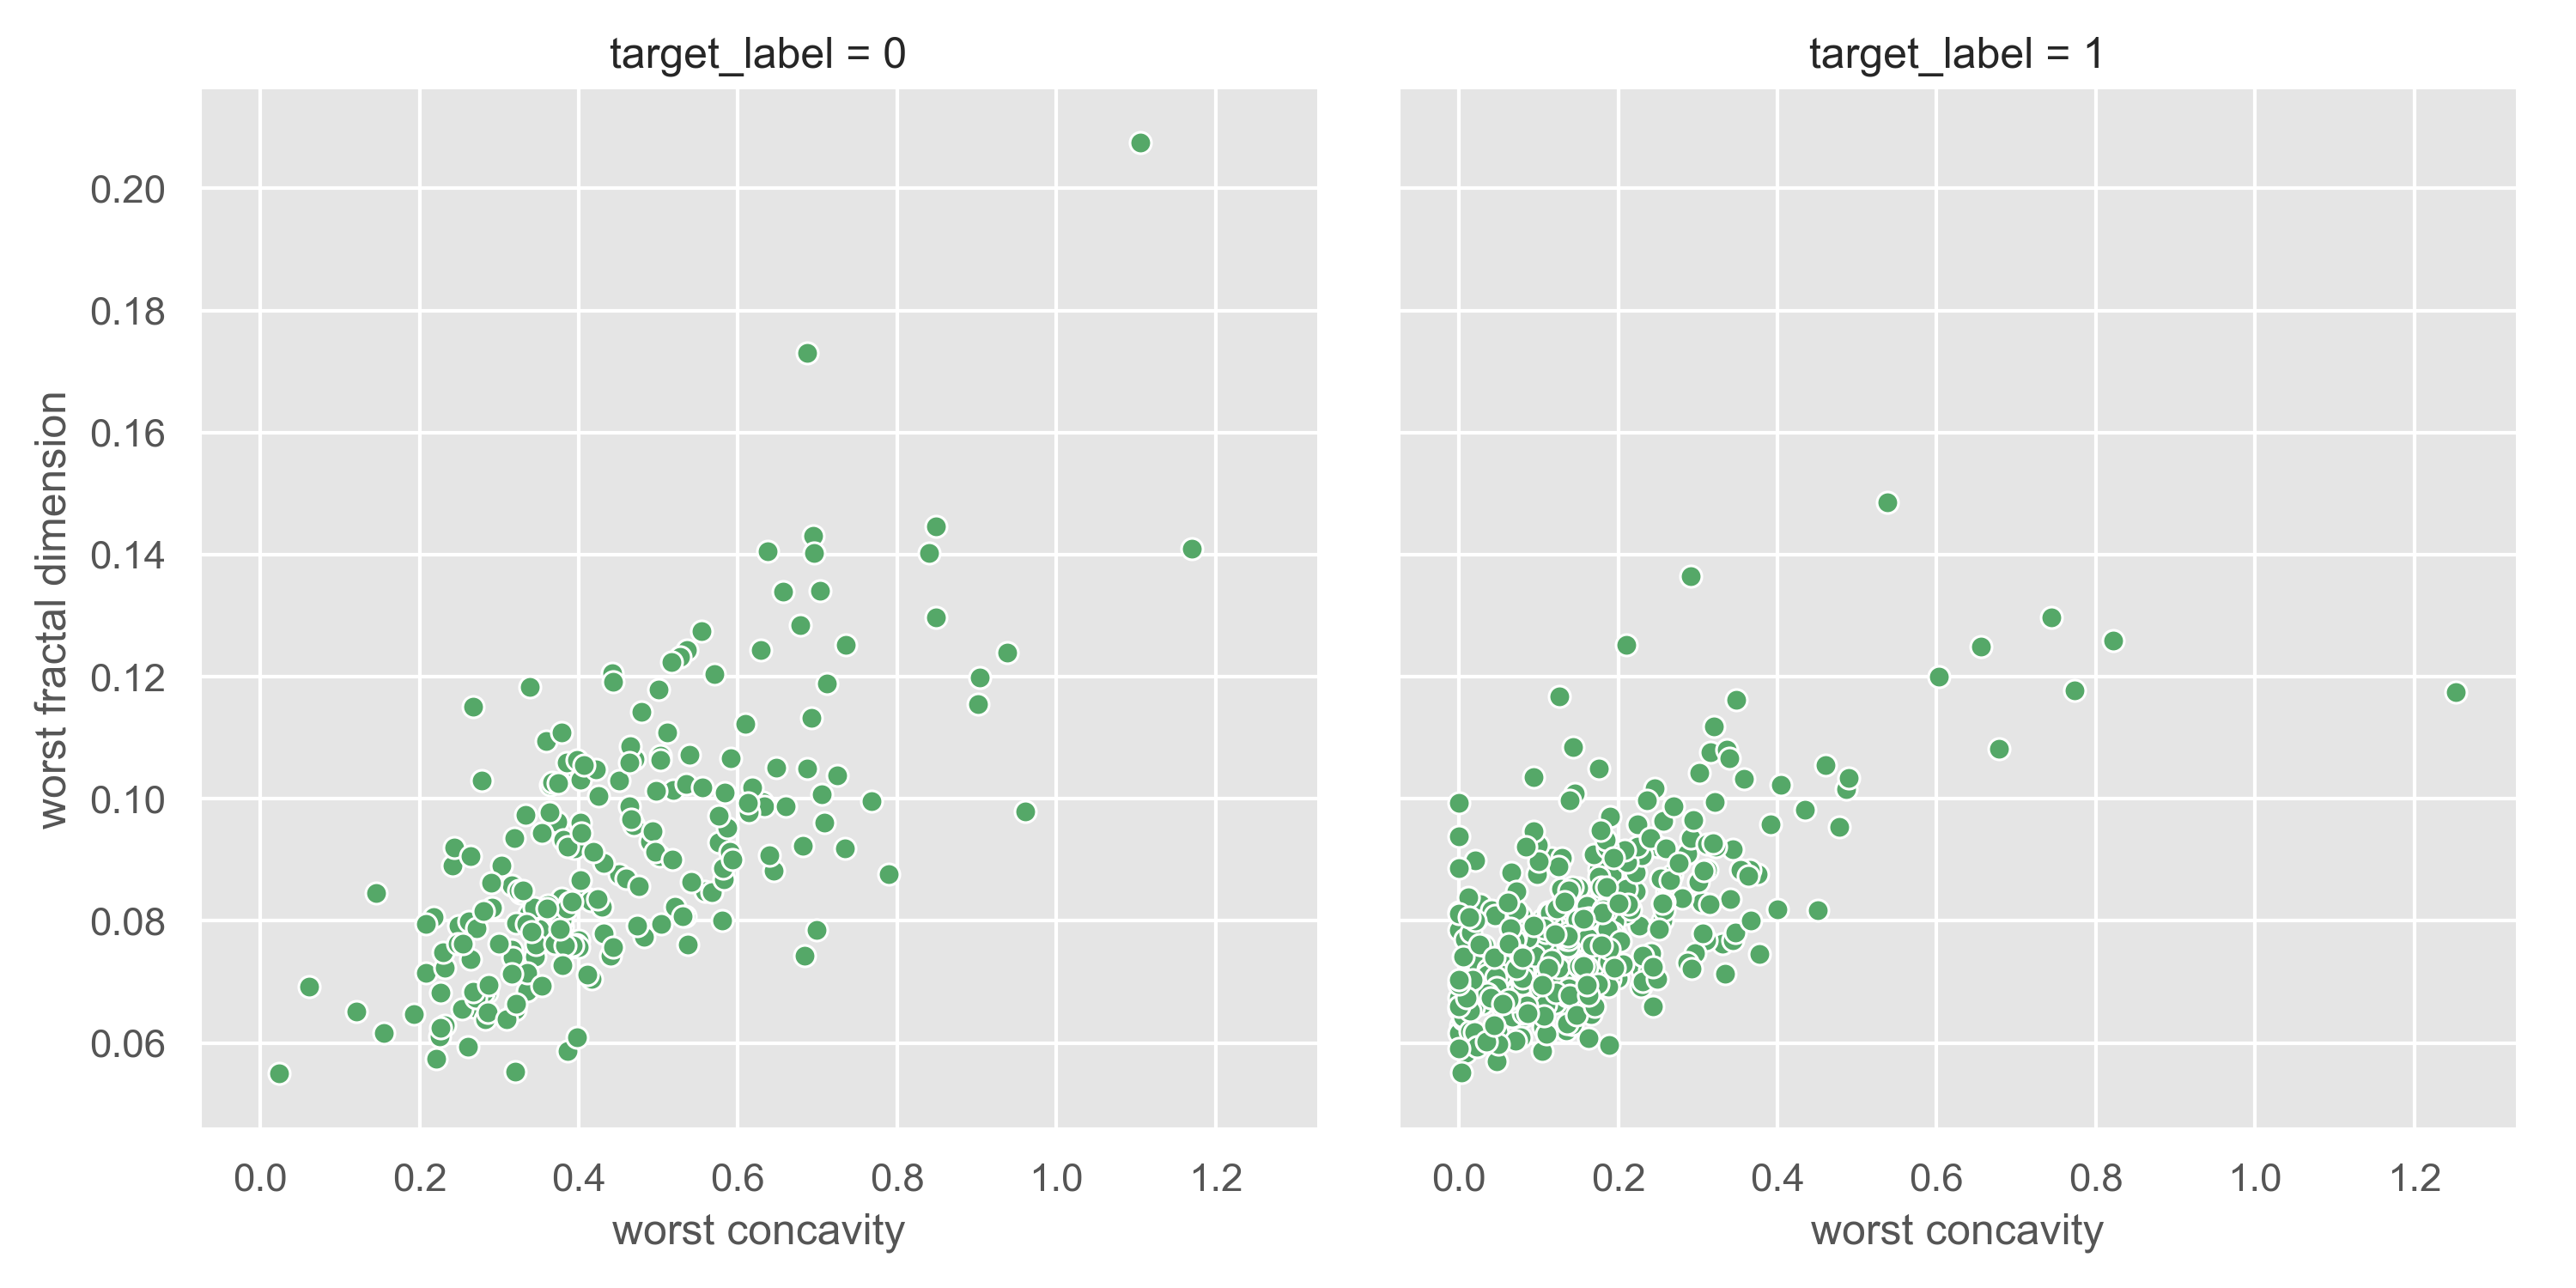 target_label = 0
target_label = 1
worst fractal dimension
0.20
0.18
0.16
0.14
0.12
0.10
0.08
0.06
0.0 0.2 0.4 0.6 0.8 1.0 1.2
0.0 0.2 0.4 0.6 0.8 1.0 1.2
worst concavity
worst concavity